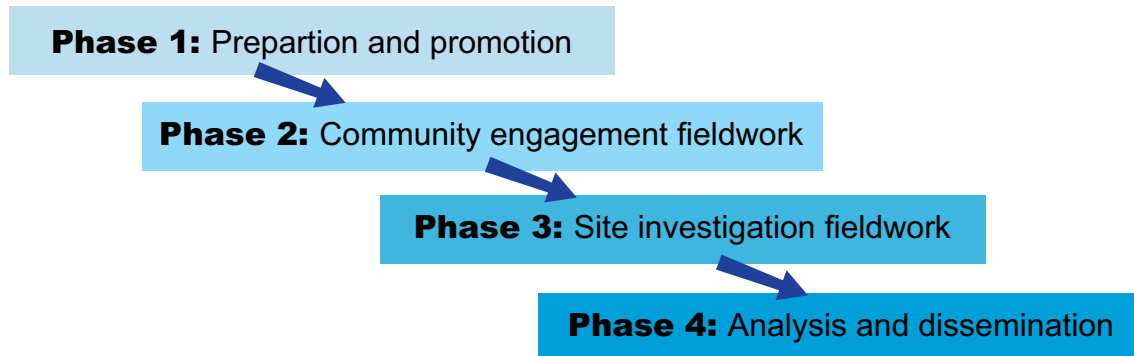 Phase 1: Prepartion and promotion
Phase 2: Community engagement fieldwork
Phase 3: Site investigation fieldwork
Phase 4: Analysis and dissemination